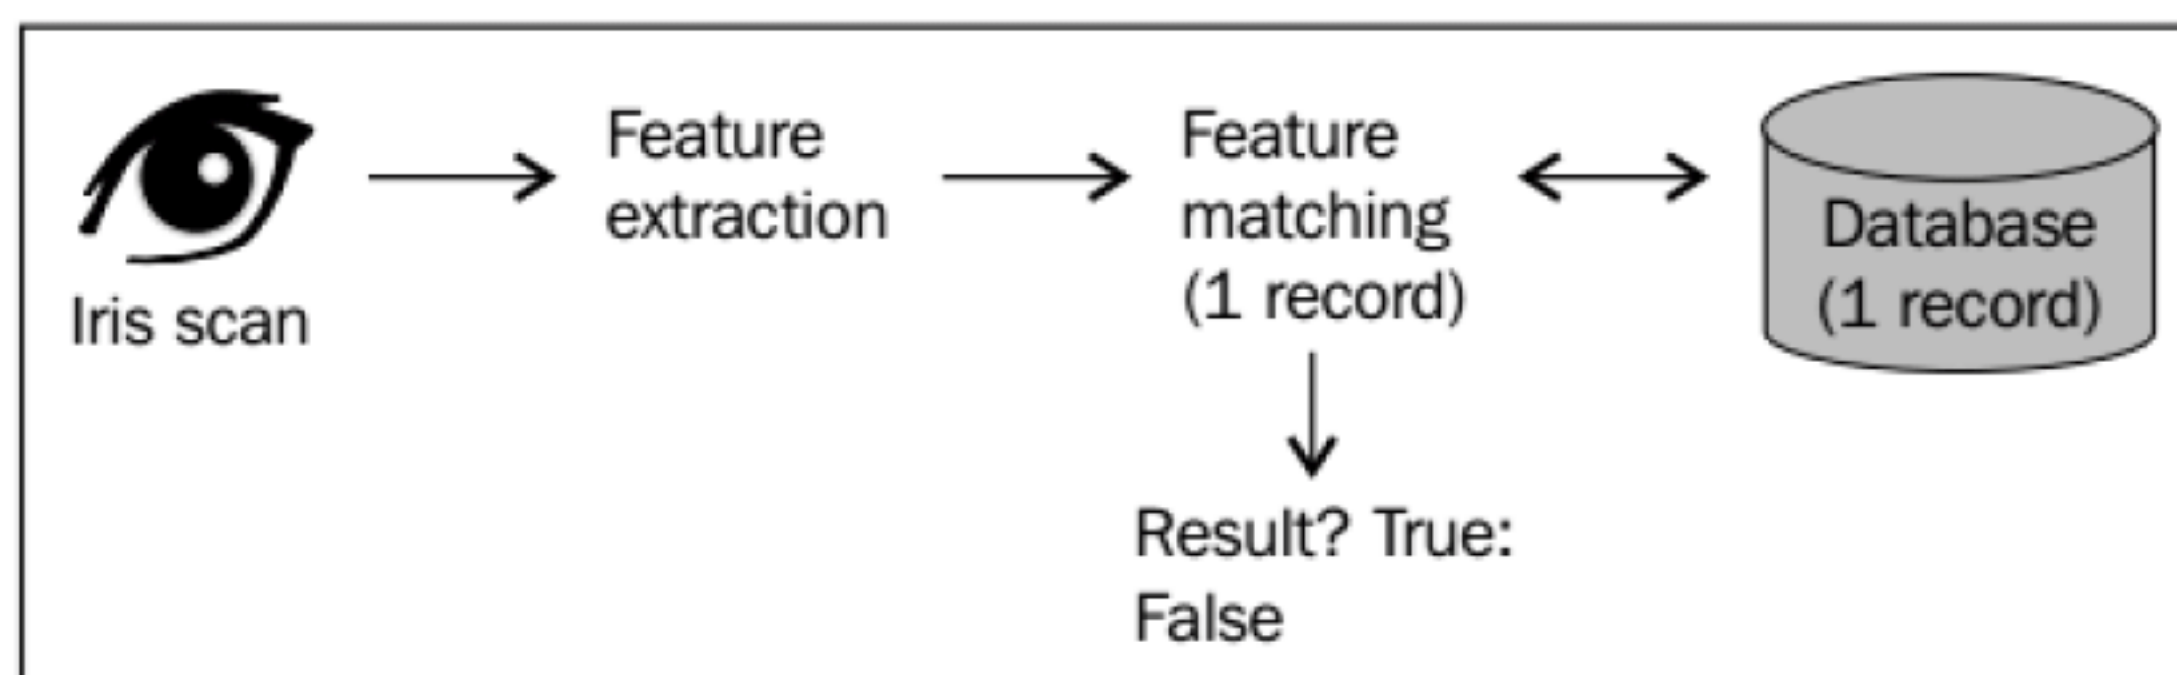 Iris scan
Feature
extraction
Feature
matching
(1 record)
Database
(1 record)
Result? True:
False